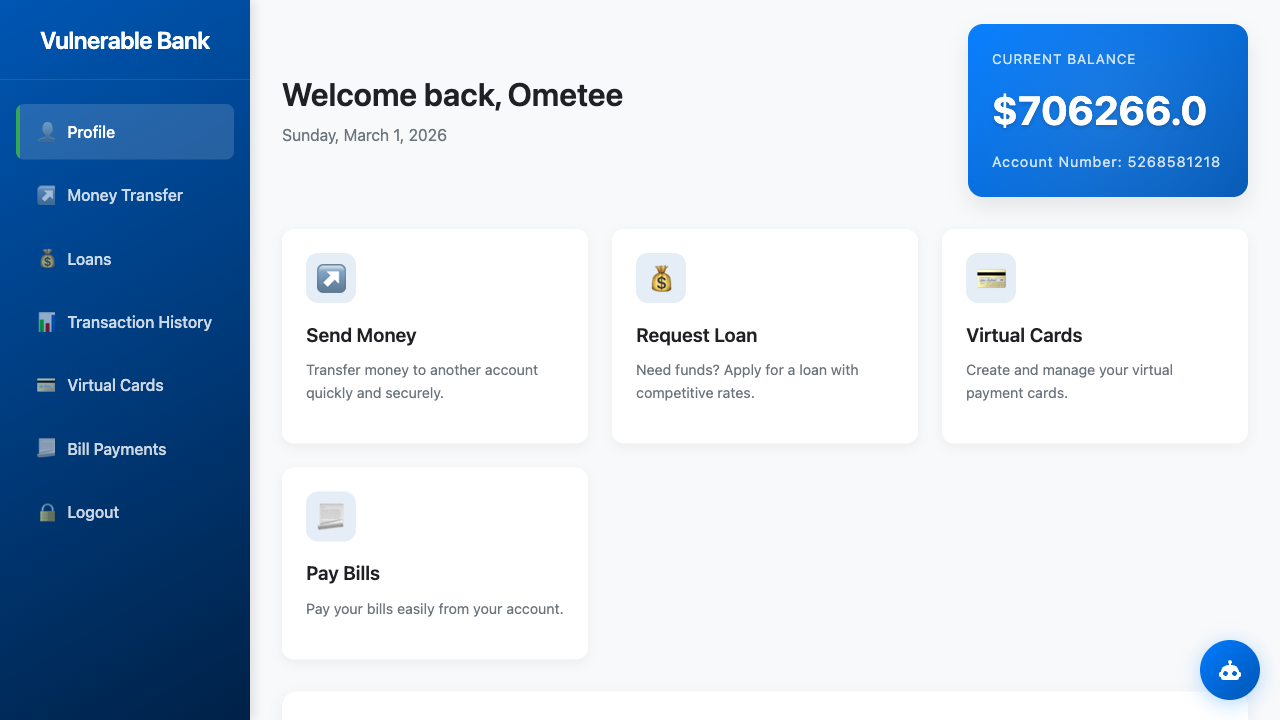 Vulnerable Bank
Profile
Money Transfer
Loans
Transaction History
Virtual Cards
Bill Payments
Logout
Welcome back, Ometee
Sunday, March 1, 2026
CURRENT BALANCE
$706266.0
Account Number: 5268581218
Send Money
Transfer money to another account
quickly and securely.
Request Loan
Need funds? Apply for a loan with
competitive rates.
Virtual Cards
Create and manage your virtual
payment cards.
Pay Bills
Pay your bills easily from your account.